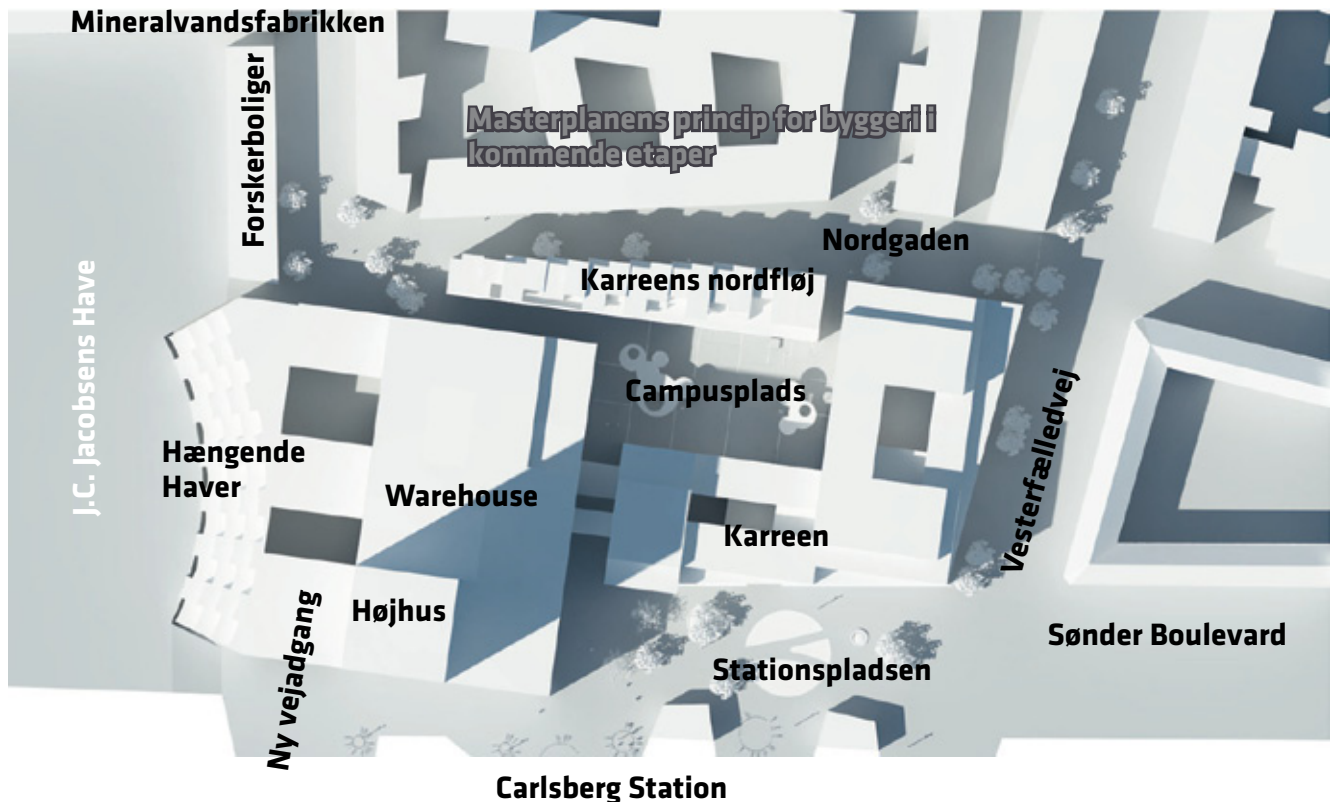 Mineralvandsfabrikken
Forskerboliger
Masterplanens princip for byggeri i
kommende etaper
Nordgaden
Karreens nordfløj
J.C. Jacobsens Have
Campusplads
Vesterfælledvej
Hængende
Haver
Warehouse
Karreen
Højhus
Ny vejadgang
Stationspladsen
Sønder Boulevard
Carlsberg Station